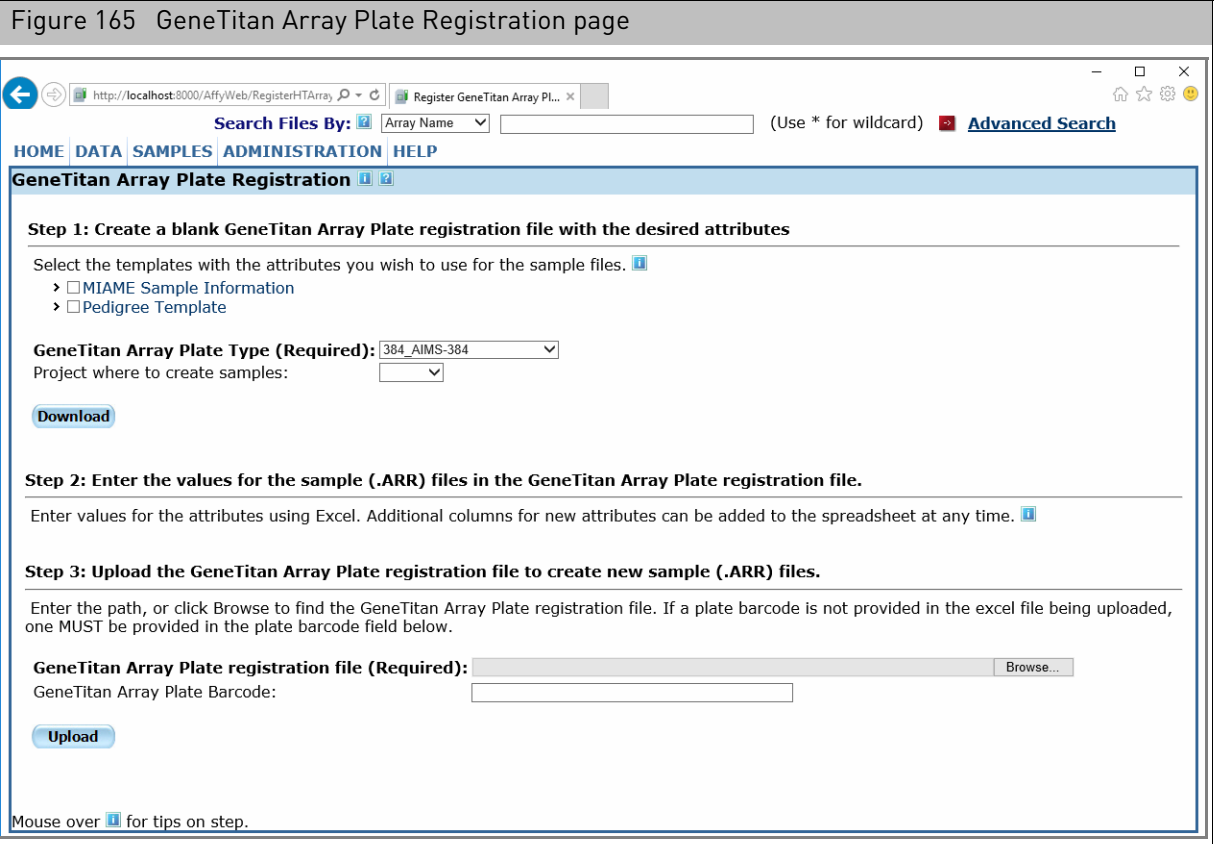 Figure 165 GeneTitan Array Plate Registration page
http://localhost:8000/AffyWeb/RegisterHTArray
Register GeneTitan Array Pl...
Search Files By: Array Name (Use * for wildcard) Advanced Search
HOME DATA SAMPLES ADMINISTRATION HELP
GeneTitan Array Plate Registration
Step 1: Create a blank GeneTitan Array Plate registration file with the desired attributes
Select the templates with the attributes you wish to use for the sample files.
MIAME Sample Information
Pedigree Template
GeneTitan Array Plate Type (Required): 384_AIMS-384
Project where to create samples:
Download
Step 2: Enter the values for the sample (.ARR) files in the GeneTitan Array Plate registration file.
Enter values for the attributes using Excel. Additional columns for new attributes can be added to the spreadsheet at any time.
Step 3: Upload the GeneTitan Array Plate registration file to create new sample (.ARR) files.
Enter the path, or click Browse to find the GeneTitan Array Plate registration file. If a plate barcode is not provided in the excel file being uploaded,
one MUST be provided in the plate barcode field below.
GeneTitan Array Plate registration file (Required): Browse...
GeneTitan Array Plate Barcode:
Upload
Mouse over i for tips on step.